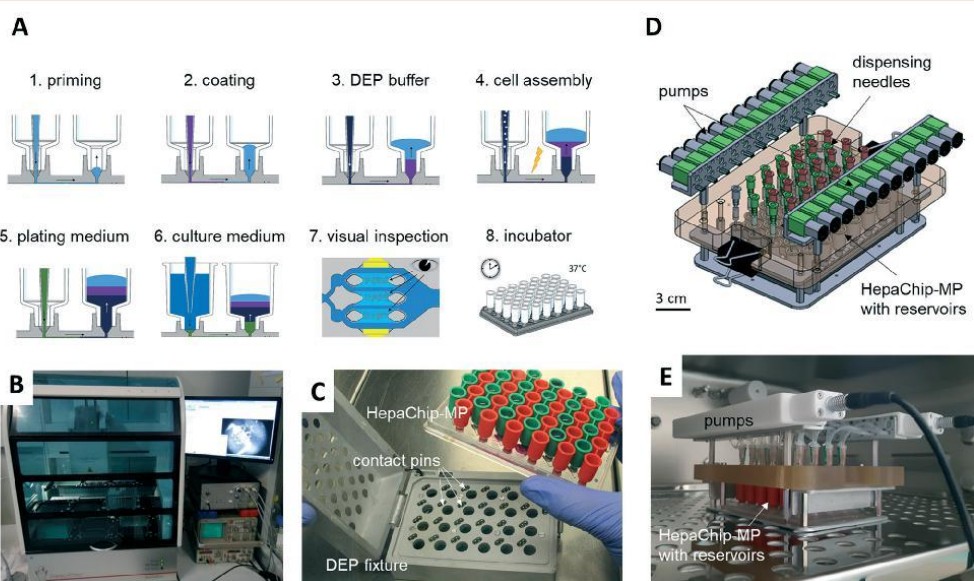 A
1. priming
2. coating
3. DEP buffer
4. cell assembly
5. plating medium
6. culture medium
7. visual inspection
8. incubator
37°C
D
pumps
dispensing
needles
3 cm
HepaChip-MP
with reservoirs
B
C
HepaChip-MP
contact pins
DEP fixture
E
pumps
HepaChip-MP
with reservoirs